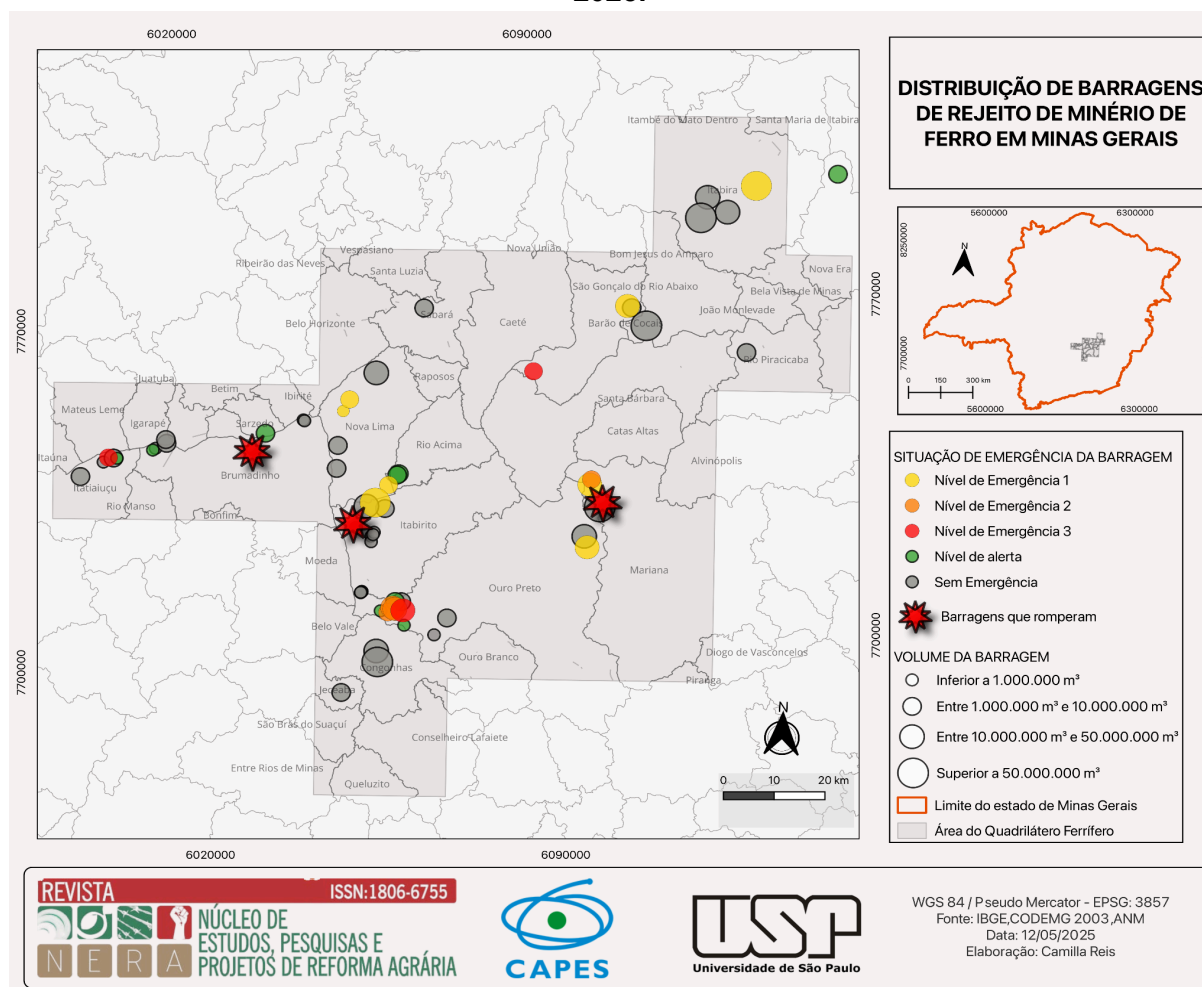 2025.
6020000
6090000
Itambé do Mato Dentro
Santa Maria de Itabira
Itabira
Vespasiano
Nova União
Bom Jesus do Amparo
Ribeirão das Neves
Santa Luzia
Nova Era
São Gonçalo do Rio Abaixo
Bela Vista de Minas
João Monlevade
Sabará
Belo Horizonte
Caeté
Barão de Cocais
7770000
7770000
7700000
7700000
Rio Piracicaba
Juatuba
Betim
Raposos
Ibirité
Santa Bárbara
Mateus Leme
Igarapé
Sarzedo
Nova Lima
Catas Altas
Rio Acima
Itaúna
Alvinópolis
Brumadinho
Itatiaiuçu
Rio Manso
Bonfim
Itabirito
Moeda
Mariana
Ouro Preto
Belo Vale
Ouro Branco
Diogo de Vasconcelos
Congonhas
Piranga
Jeceaba
São Brás do Suaçuí
Conselheiro Lafaiete
Entre Rios de Minas
Queluzito
N
0 10 20 km
6020000
6090000
DISTRIBUIÇÃO DE BARRAGENS
DE REJEITO DE MINÉRIO DE
FERRO EM MINAS GERAIS
5600000
6300000
8250000
7700000
N
0 150 300 km
5600000
6300000
SITUAÇÃO DE EMERGÊNCIA DA BARRAGEM
Nível de Emergência 1
Nível de Emergência 2
Nível de Emergência 3
Nível de alerta
Sem Emergência
Barragens que romperam
VOLUME DA BARRAGEM
Inferior a 1.000.000 m³
Entre 1.000.000 m³ e 10.000.000 m³
Entre 10.000.000 m³ e 50.000.000 m³
Superior a 50.000.000 m³
Limite do estado de Minas Gerais
Área do Quadrilátero Ferrífero
REVISTA
ISSN:1806-6755
NERA
NÚCLEO DE
ESTUDOS, PESQUISAS E
PROJETOS DE REFORMA AGRÁRIA
CAPES
USP
Universidade de São Paulo
WGS 84 / Pseudo Mercator - EPSG: 3857
Fonte: IBGE,CODEMG 2003,ANM
Data: 12/05/2025
Elaboração: Camilla Reis